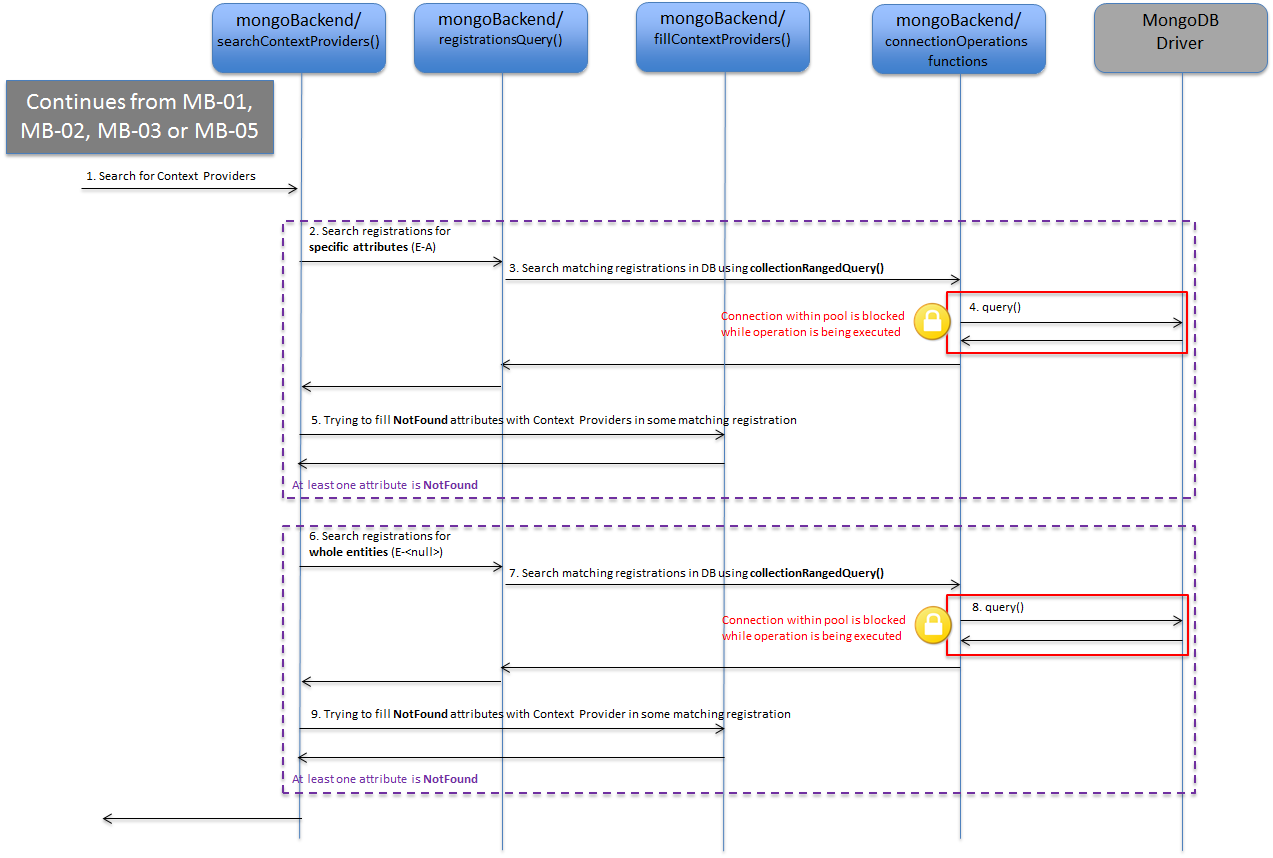 mongoBackend/
searchContextProviders()
mongoBackend/
registrationsQuery()
mongoBackend/
fillContextProviders()
mongoBackend/
connectionOperations
functions
MongoDB
Driver
Continues from MB-01,
MB-02, MB-03 or MB-05
1. Search for Context Providers
2. Search registrations for
specific attributes (E-A)
3. Search matching registrations in DB using collectionRangedQuery()
4. query()
Connection within pool is blocked
while operation is being executed
5. Trying to fill NotFound attributes with Context Providers in some matching registration
At least one attribute is NotFound
6. Search registrations for
whole entities (E-<null>)
7. Search matching registrations in DB using collectionRangedQuery()
8. query()
Connection within pool is blocked
while operation is being executed
9. Trying to fill NotFound attributes with Context Provider in some matching registration
At least one attribute is NotFound